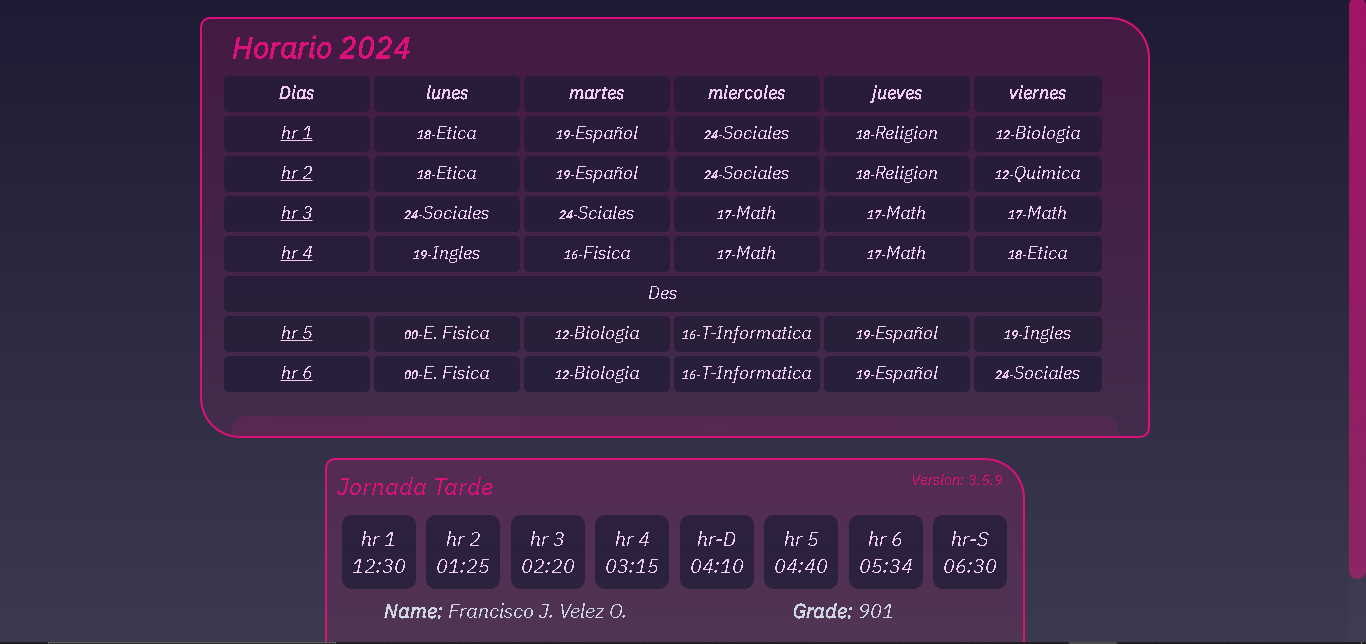 Horario 2024
Dias lunes martes miercoles jueves viernes
hr 1 18-Etica 19-Español 24-Sociales 18-Religion 12-Biologia
hr 2 18-Etica 19-Español 24-Sociales 18-Religion 12-Quimica
hr 3 24-Sociales 24-Sciales 17-Math 17-Math 17-Math
hr 4 19-Ingles 16-Fisica 17-Math 17-Math 18-Etica
Des
hr 5 00-E. Fisica 12-Biologia 16-T-Informatica 19-Español 19-Ingles
hr 6 00-E. Fisica 12-Biologia 16-T-Informatica 19-Español 24-Sociales
Jornada Tarde Version: 3.5.9
hr 1 hr 2 hr 3 hr 4 hr-D hr 5 hr 6 hr-S
12:30 01:25 02:20 03:15 04:10 04:40 05:34 06:30
Name: Francisco J. Velez O. Grade: 901